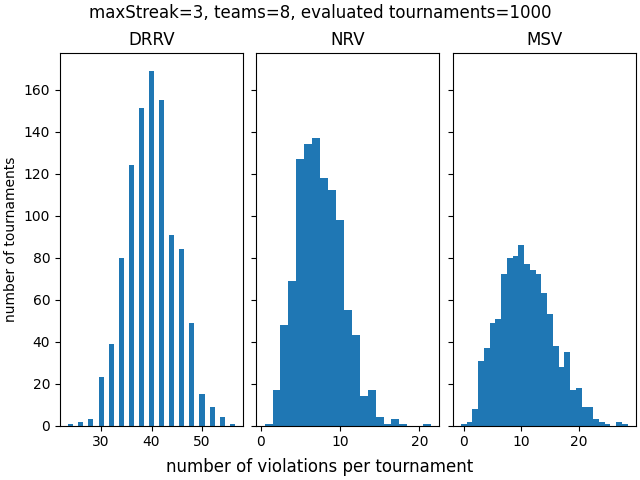 maxStreak=3, teams=8, evaluated tournaments=1000
DRRV NRV MSV
160
140
120
100
80
60
40
20
0
number of tournaments
30 40 50 0 10 20 0 10 20
number of violations per tournament